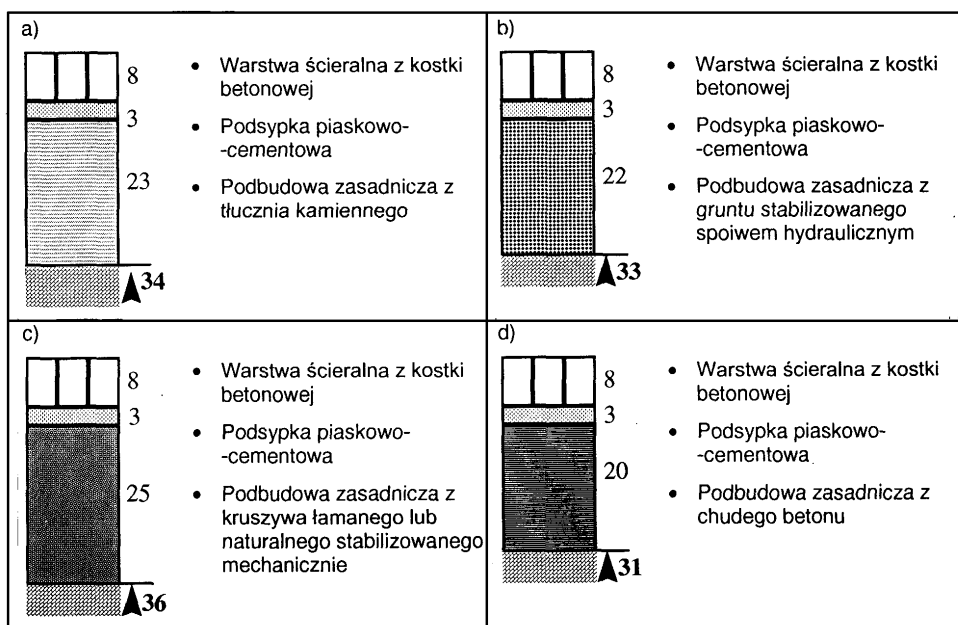 a)
8
3
23
34
• Warstwa ścieralna z kostki
betonowej
• Podsypka piaskowo-
-cementowa
• Podbudowa zasadnicza z
tłucznia kamiennego
b)
8
3
22
33
• Warstwa ścieralna z kostki
betonowej
• Podsypka piaskowo-
-cementowa
• Podbudowa zasadnicza z
gruntu stabilizowanego
spoiwem hydraulicznym
c)
8
3
25
36
• Warstwa ścieralna z kostki
betonowej
• Podsypka piaskowo-
-cementowa
• Podbudowa zasadnicza z
kruszywa łamanego lub
naturalnego stabilizowanego
mechanicznie
d)
8
3
20
31
• Warstwa ścieralna z kostki
betonowej
• Podsypka piaskowo-
-cementowa
• Podbudowa zasadnicza z
chudego betonu